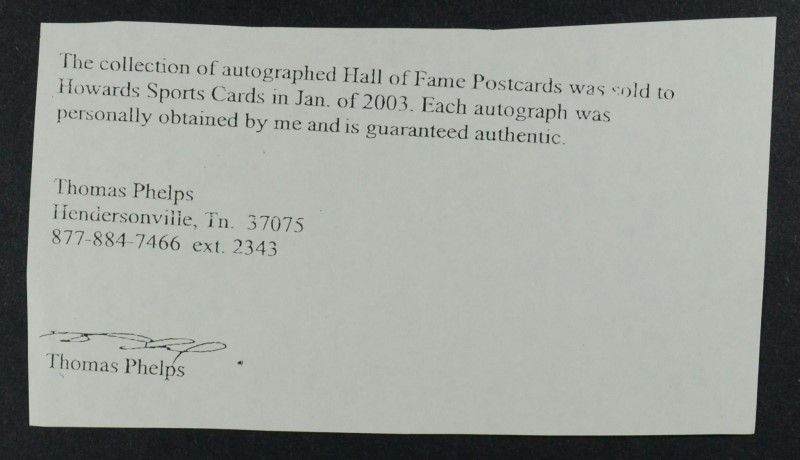 The collection of autographed Hall of Fame Postcards was sold to
Howards Sports Cards in Jan. of 2003. Each autograph was
personally obtained by me and is guaranteed authentic.
Thomas Phelps
Hendersonville, Tn. 37075
877-884-7466 ext. 2343
Thomas Phelps